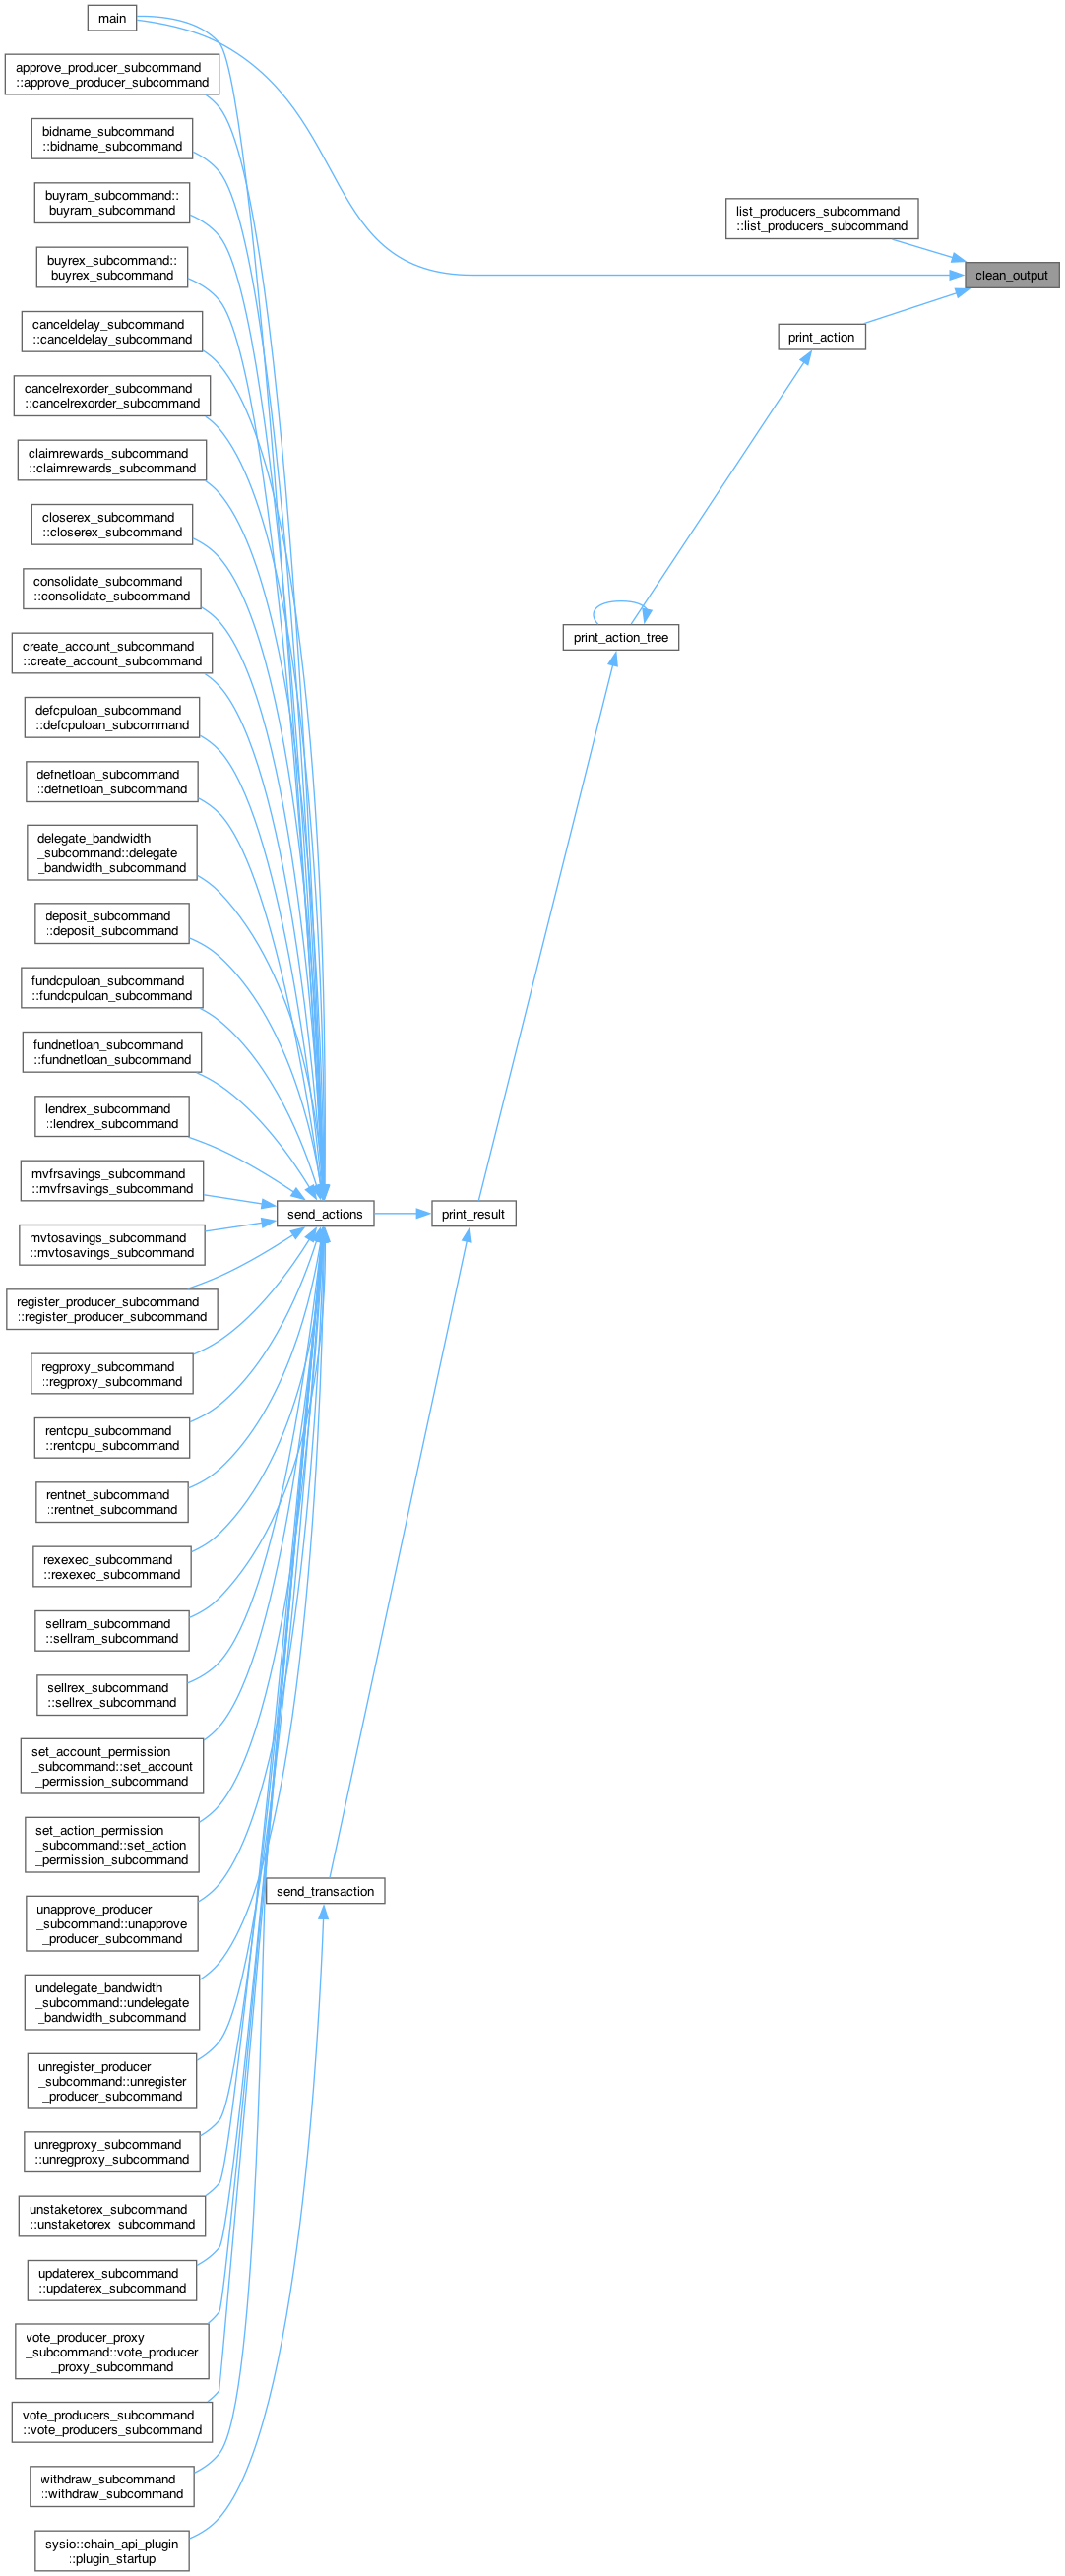 main
approve_producer_subcommand
::approve_producer_subcommand
bidname_subcommand
::bidname_subcommand
buyram_subcommand::
buyram_subcommand
buyrex_subcommand::
buyrex_subcommand
canceldelay_subcommand
::canceldelay_subcommand
cancelrexorder_subcommand
::cancelrexorder_subcommand
claimrewards_subcommand
::claimrewards_subcommand
closerex_subcommand
::closerex_subcommand
consolidate_subcommand
::consolidate_subcommand
create_account_subcommand
::create_account_subcommand
defcpuloan_subcommand
::defcpuloan_subcommand
defnetloan_subcommand
::defnetloan_subcommand
delegate_bandwidth
_subcommand::delegate
_bandwidth_subcommand
deposit_subcommand
::deposit_subcommand
fundcpuloan_subcommand
::fundcpuloan_subcommand
fundnetloan_subcommand
::fundnetloan_subcommand
lendrex_subcommand
::lendrex_subcommand
mvfrsavings_subcommand
::mvfrsavings_subcommand
mvtosavings_subcommand
::mvtosavings_subcommand
register_producer_subcommand
::register_producer_subcommand
regproxy_subcommand
::regproxy_subcommand
rentcpu_subcommand
::rentcpu_subcommand
rentnet_subcommand
::rentnet_subcommand
rexexec_subcommand
::rexexec_subcommand
sellram_subcommand
::sellram_subcommand
sellrex_subcommand
::sellrex_subcommand
set_account_permission
_subcommand::set_account
_permission_subcommand
set_action_permission
_subcommand::set_action
_permission_subcommand
unapprove_producer
_subcommand::unapprove
_producer_subcommand
undelegate_bandwidth
_subcommand::undelegate
_bandwidth_subcommand
unregister_producer
_subcommand::unregister
_producer_subcommand
unregproxy_subcommand
::unregproxy_subcommand
unstaketorex_subcommand
::unstaketorex_subcommand
updaterex_subcommand
::updaterex_subcommand
vote_producer_proxy
_subcommand::vote_producer
_proxy_subcommand
vote_producers_subcommand
::vote_producers_subcommand
withdraw_subcommand
::withdraw_subcommand
sysio::chain_api_plugin
::plugin_startup
send_actions
send_transaction
print_result
print_action_tree
list_producers_subcommand
::list_producers_subcommand
print_action
clean_output